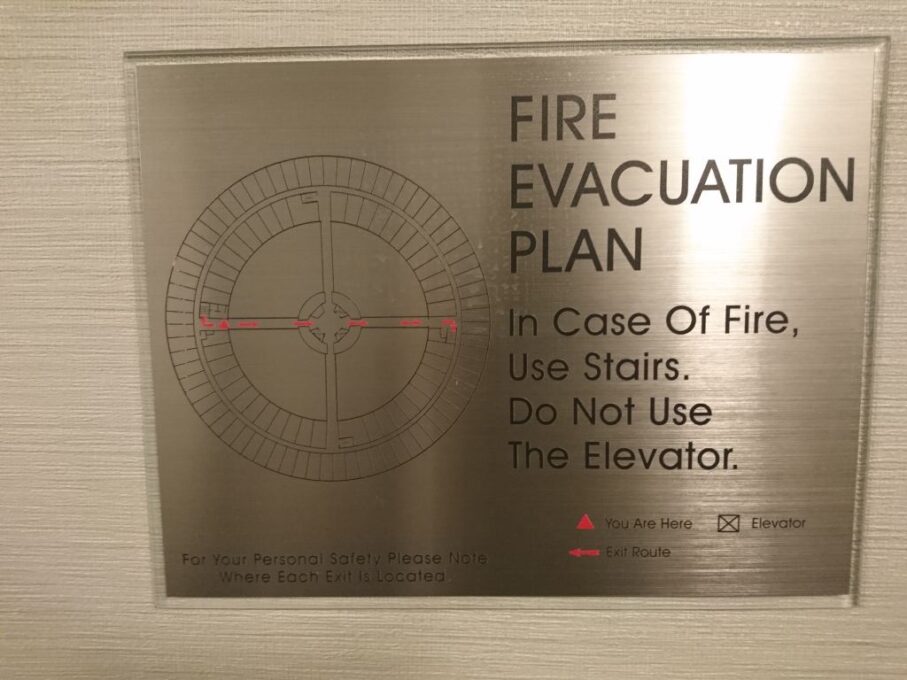 FIRE
EVACUATION
PLAN
In Case Of Fire,
Use Stairs.
Do Not Use
The Elevator.
You Are Here
Elevator
Exit Route
For Your Personal Safety Please Note
Where Each Exit Is Located